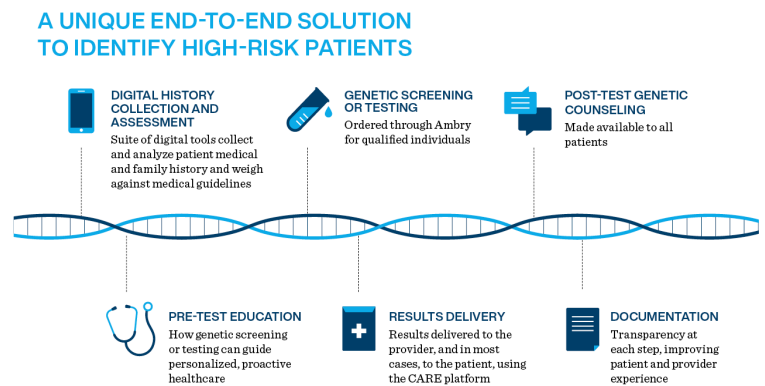 A UNIQUE END-TO-END SOLUTION
TO IDENTIFY HIGH-RISK PATIENTS
DIGITAL HISTORY
COLLECTION AND
ASSESSMENT
Suite of digital tools collect
and analyze patient medical
and family history and weigh
against medical guidelines
GENETIC SCREENING
OR TESTING
Ordered through Ambry
for qualified individuals
POST-TEST GENETIC
COUNSELING
Made available to all
patients
PRE-TEST EDUCATION
How genetic screening
or testing can guide
personalized, proactive
healthcare
RESULTS DELIVERY
Results delivered to the
provider, and in most
cases, to the patient, using
the CARE platform
DOCUMENTATION
Transparency at
each step, improving
patient and provider
experience